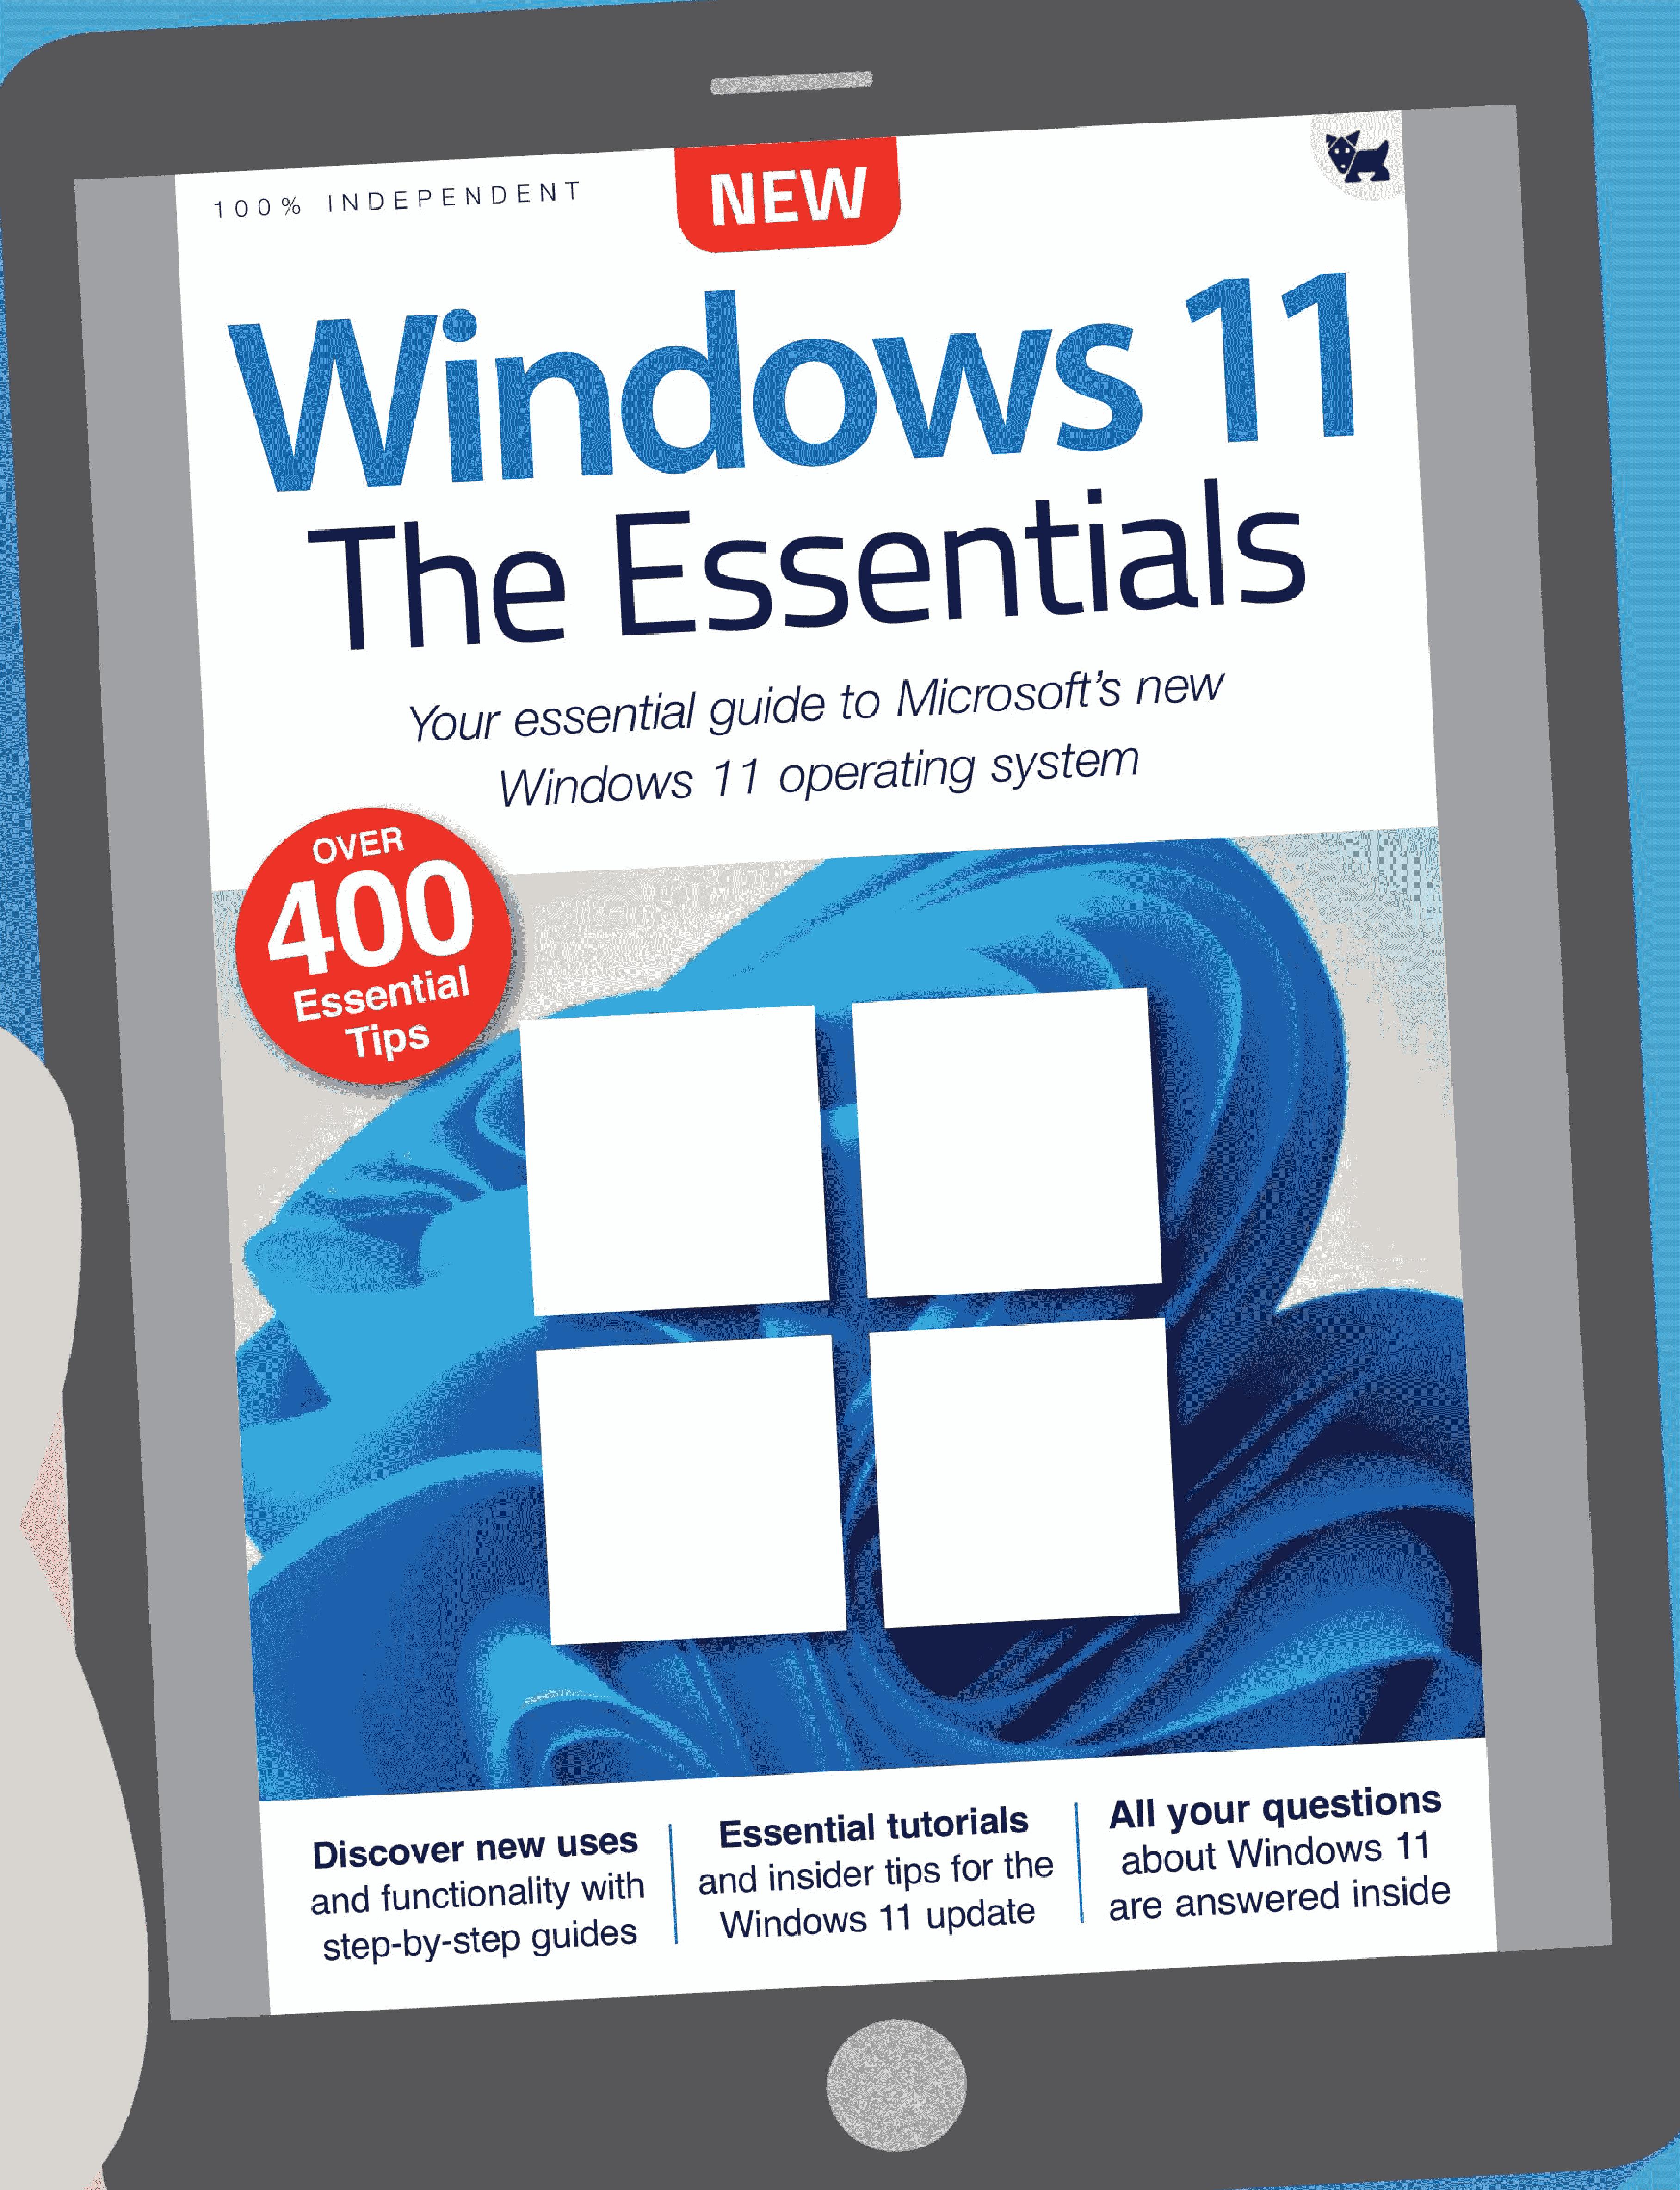 100% INDEPENDENT
NEW
Windows 11
The Essentials
Your essential guide to Microsoft's new
Windows 11 operating system
OVER
400
Essential
Tips
Discover new uses
and functionality with
step-by-step guides
Essential tutorials
and insider tips for the
Windows 11 update
All your questions
about Windows 11
are answered inside